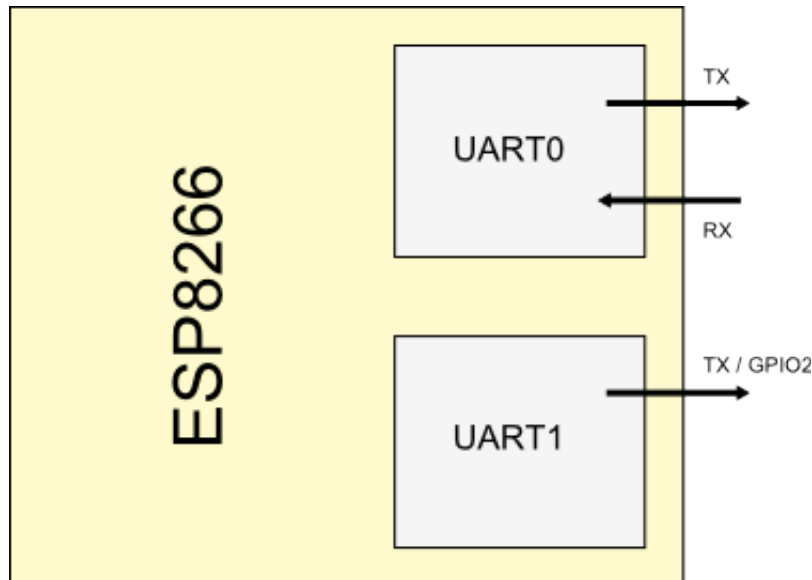 ESP8266
UART0
TX
RX
UART1
TX / GPIO2